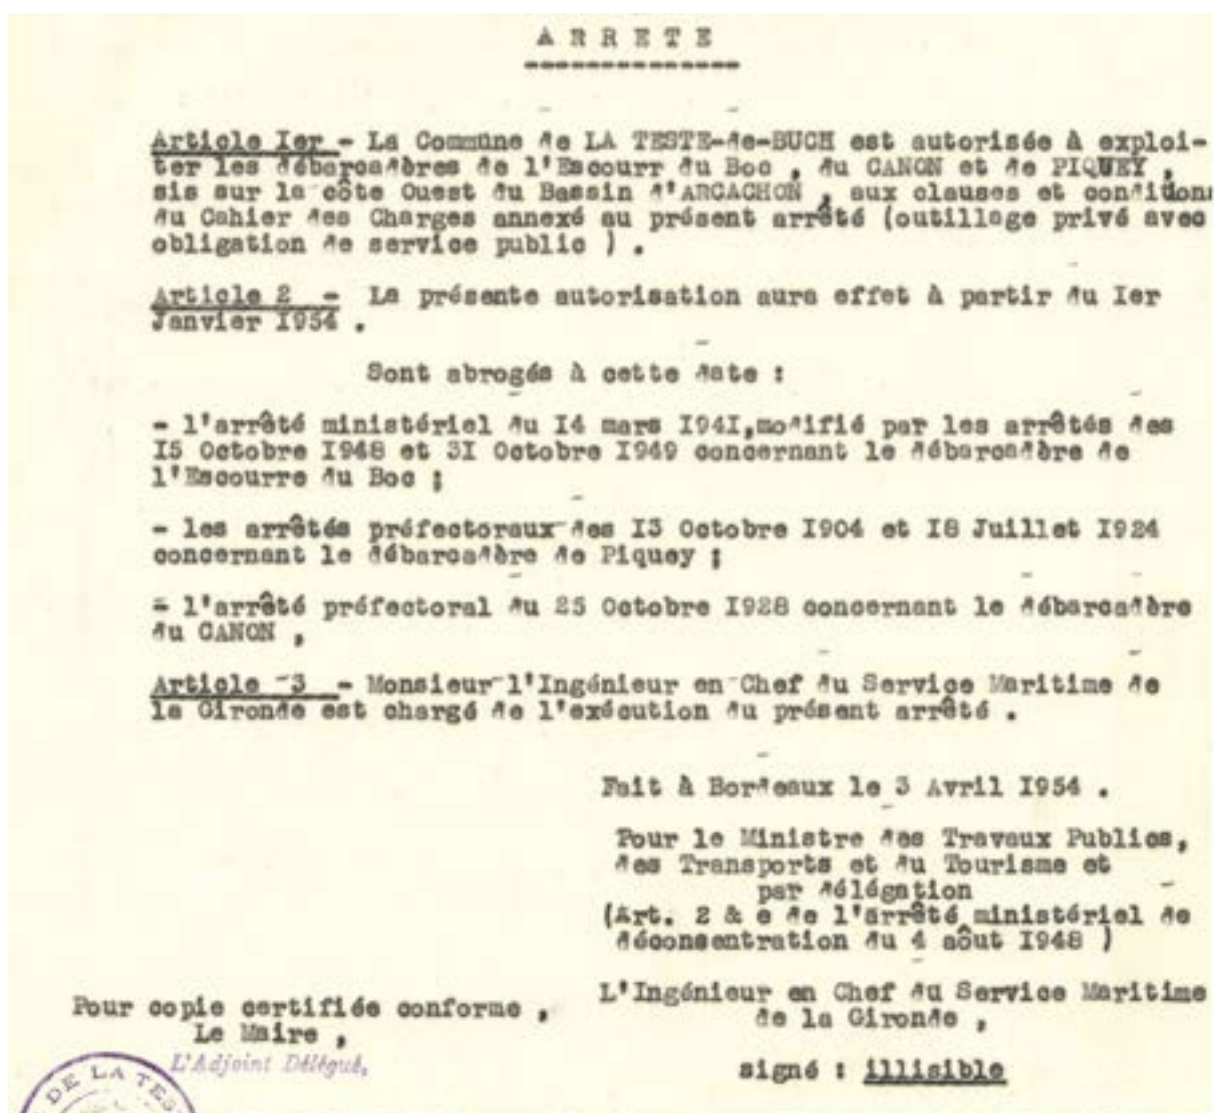 A R R E T E
Article Ier - La Commune de LA TESTE-de-BUCH est autorisée à exploi-
ter les débarcadères de l'Escourr du Boc , du CANON et de PIQUEY ,
sis sur la côte Ouest du Bassin d'ARCACHON , aux clauses et conditions
du Cahier des Charges annexé au présent arrêté (outillage privé avec
obligation de service public ) .
Article 2 - La présente autorisation aura effet à partir du Ier
Janvier I954 .
Sont abrogés à cette date :
- l'arrêté ministériel du I4 mars I94I,modifié par les arrêtés des
I5 Octobre I948 et 3I Octobre I949 concernant le débarcadère de
l'Escourre du Boc ;
- les arrêtés préfectoraux des I3 Octobre I904 et I8 Juillet I924
concernant le débarcadère de Piquey ;
- l'arrêté préfectoral du 25 Octobre I928 concernant le débarcadère
du CANON ,
Article 3 - Monsieur l'Ingénieur en Chef du Service Maritime de
la Gironde est chargé de l'exécution du présent arrêté .
Fait à Bordeaux le 3 Avril I954 .
Pour le Ministre des Travaux Publics,
des Transports et du Tourisme et
par délégation
(Art. 2 & e de l'arrêté ministériel de
déconsentration du 4 aôut I948 )
L'Ingénieur en Chef du Service Maritime
de la Gironde ,
signé : illisible
Pour copie certifiée conforme ,
Le Maire ,
L'Adjoint Délégué,
DE LA TES